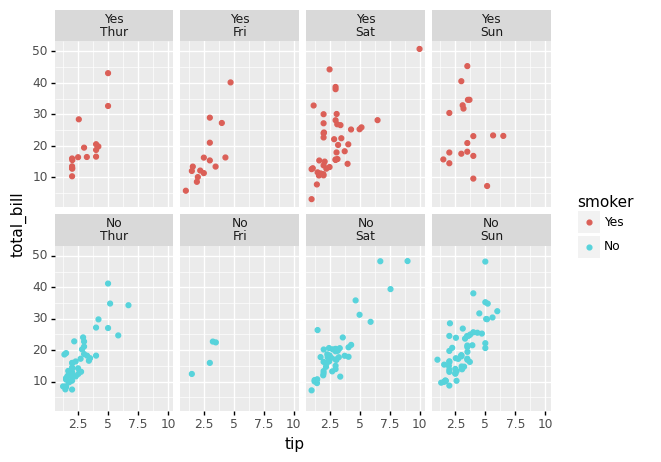 Yes Yes Yes Yes
Thur Fri Sat Sun
50
40
30
20
10
total_bill
No No No No
Thur Fri Sat Sun
50
40
30
20
10
2.5 5 7.5 10 2.5 5 7.5 10 2.5 5 7.5 10 2.5 5 7.5 10
tip
smoker
Yes
No